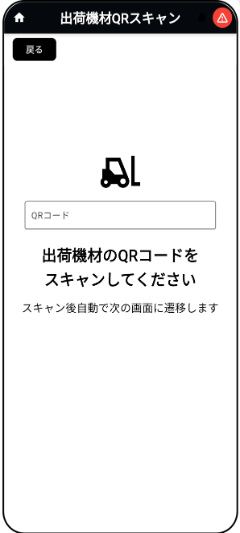 出荷機材QRスキャン
戻る
QRコード
出荷機材のQRコードを
スキャンしてください
スキャン後自動で次の画面に遷移します